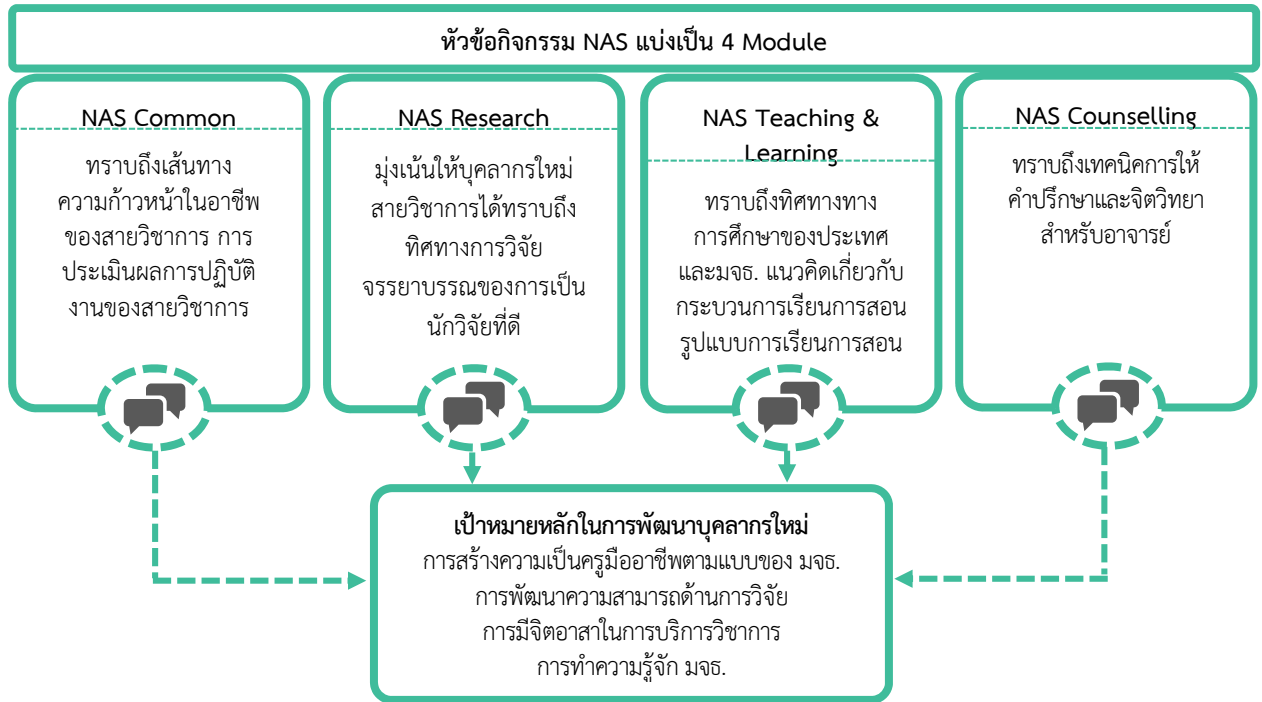 หัวข้อกิจกรรม NAS แบ่งเป็น 4 Module
NAS Common
ทราบถึงเส้นทาง
ความก้าวหน้าในอาชีพ
ของสายวิชาการ การ
ประเมินผลการปฏิบัติ
งานของสายวิชาการ
NAS Research
มุ่งเน้นให้บุคลากรใหม่
สายวิชาการได้ทราบถึง
ทิศทางการวิจัย
จรรยาบรรณของการเป็น
นักวิจัยที่ดี
NAS Teaching &
Learning
ทราบถึงทิศทางทาง
การศึกษาของประเทศ
และมจธ. แนวคิดเกี่ยวกับ
กระบวนการเรียนการสอน
รูปแบบการเรียนการสอน
NAS Counselling
ทราบถึงเทคนิคการให้
คำปรึกษาและจิตวิทยา
สำหรับอาจารย์
เป้าหมายหลักในการพัฒนาบุคลากรใหม่
การสร้างความเป็นครูมืออาชีพตามแบบของ มจธ.
การพัฒนาความสามารถด้านการวิจัย
การมีจิตอาสาในการบริการวิชาการ
การทำความรู้จัก มจธ.